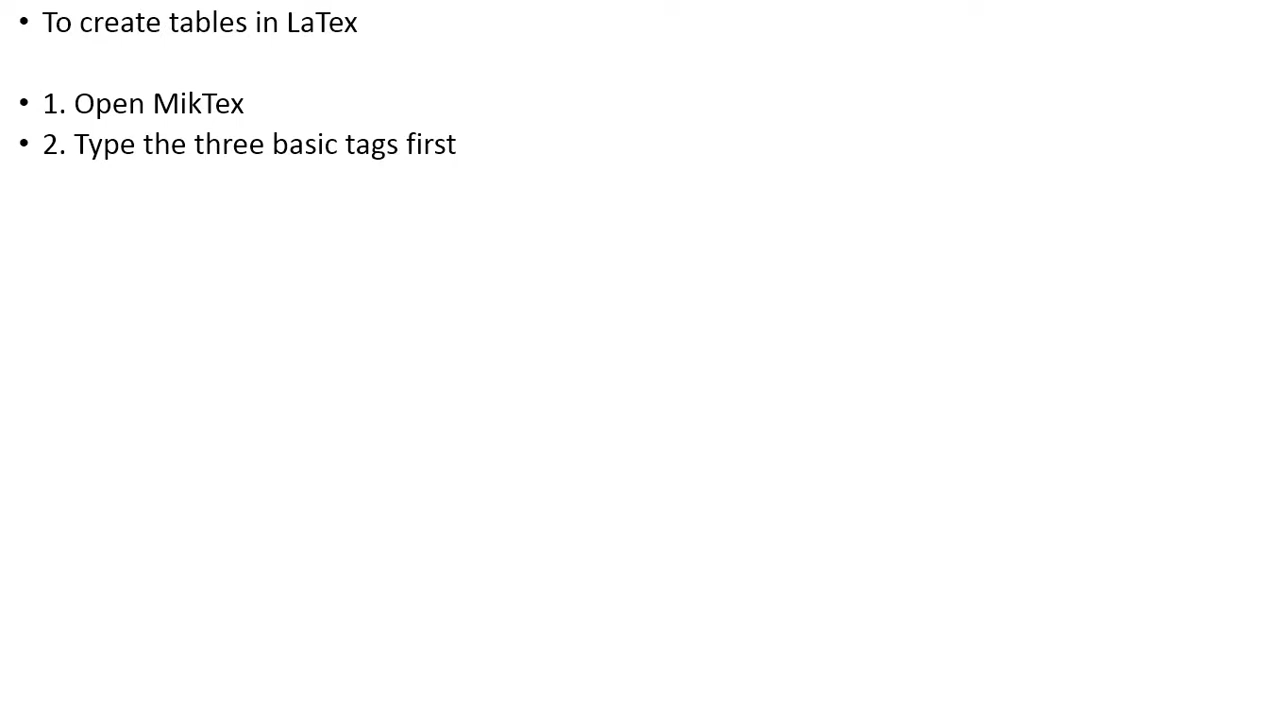 • To create tables in LaTex
• 1. Open MikTex
• 2. Type the three basic tags first